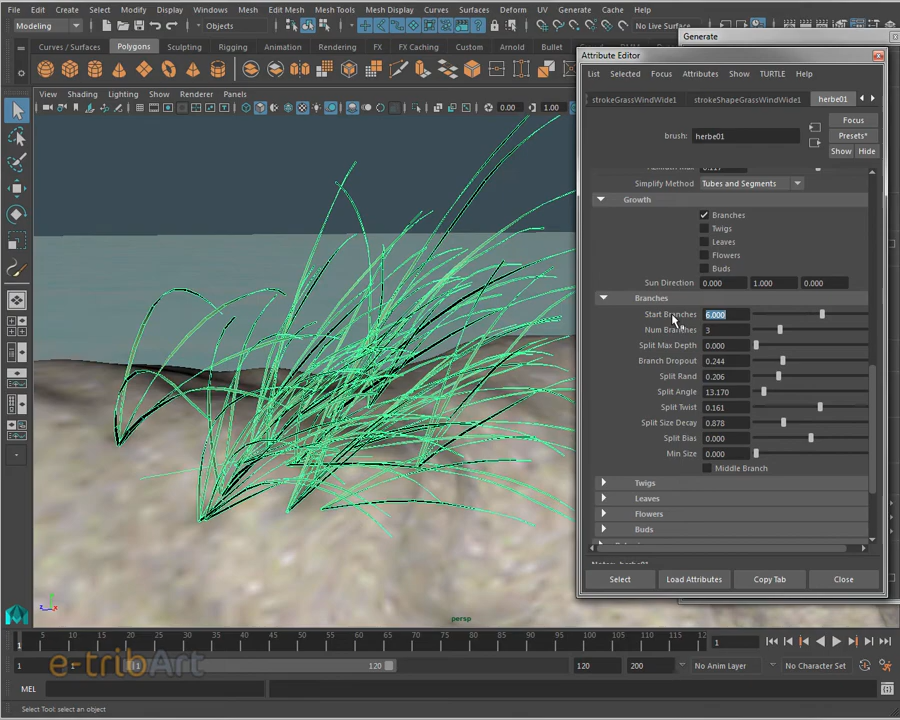 File Edit Create Select Modify Display Windows Mesh Edit Mesh Mesh Tools Mesh Display Curves Surfaces Deform UV Generate Cache
Modeling Objects No Live Surface
Curves / Surfaces Polygons Sculpting Rigging Animation Rendering FX FX Caching Custom Arnold Bullet
View Shading Lighting Show Renderer Panels
0.00 1.00
Generate
Attribute Editor
List Selected Focus Attributes Show TURTLE Help
strokeGrassWindWide1 strokeShapeGrassWindWide1 herbe01
Focus
brush: herbe01 Presets*
Show Hide
Simplify Method Tubes and Segments
Growth
Branches
Twigs
Leaves
Flowers
Buds
Sun Direction 0.000 1.000 0.000
Branches
Start Branches 6.000
Num Branches 3
Split Max Depth 0.000
Branch Dropout 0.244
Split Rand 0.206
Split Angle 13.170
Split Twist 0.161
Split Size Decay 0.878
Split Bias 0.000
Min Size 0.000
Middle Branch
Twigs
Leaves
Flowers
Buds
Select Load Attributes Copy Tab Close
persp
5 10 15 20 25 30 35 40 45 50 55 60 65 70 75 80 85 90 95 100 105 110 115 12
1
1
1 1 1 120 120 200 No Anim Layer No Character Set
e-tribArt
MEL
Select Tool: select an object